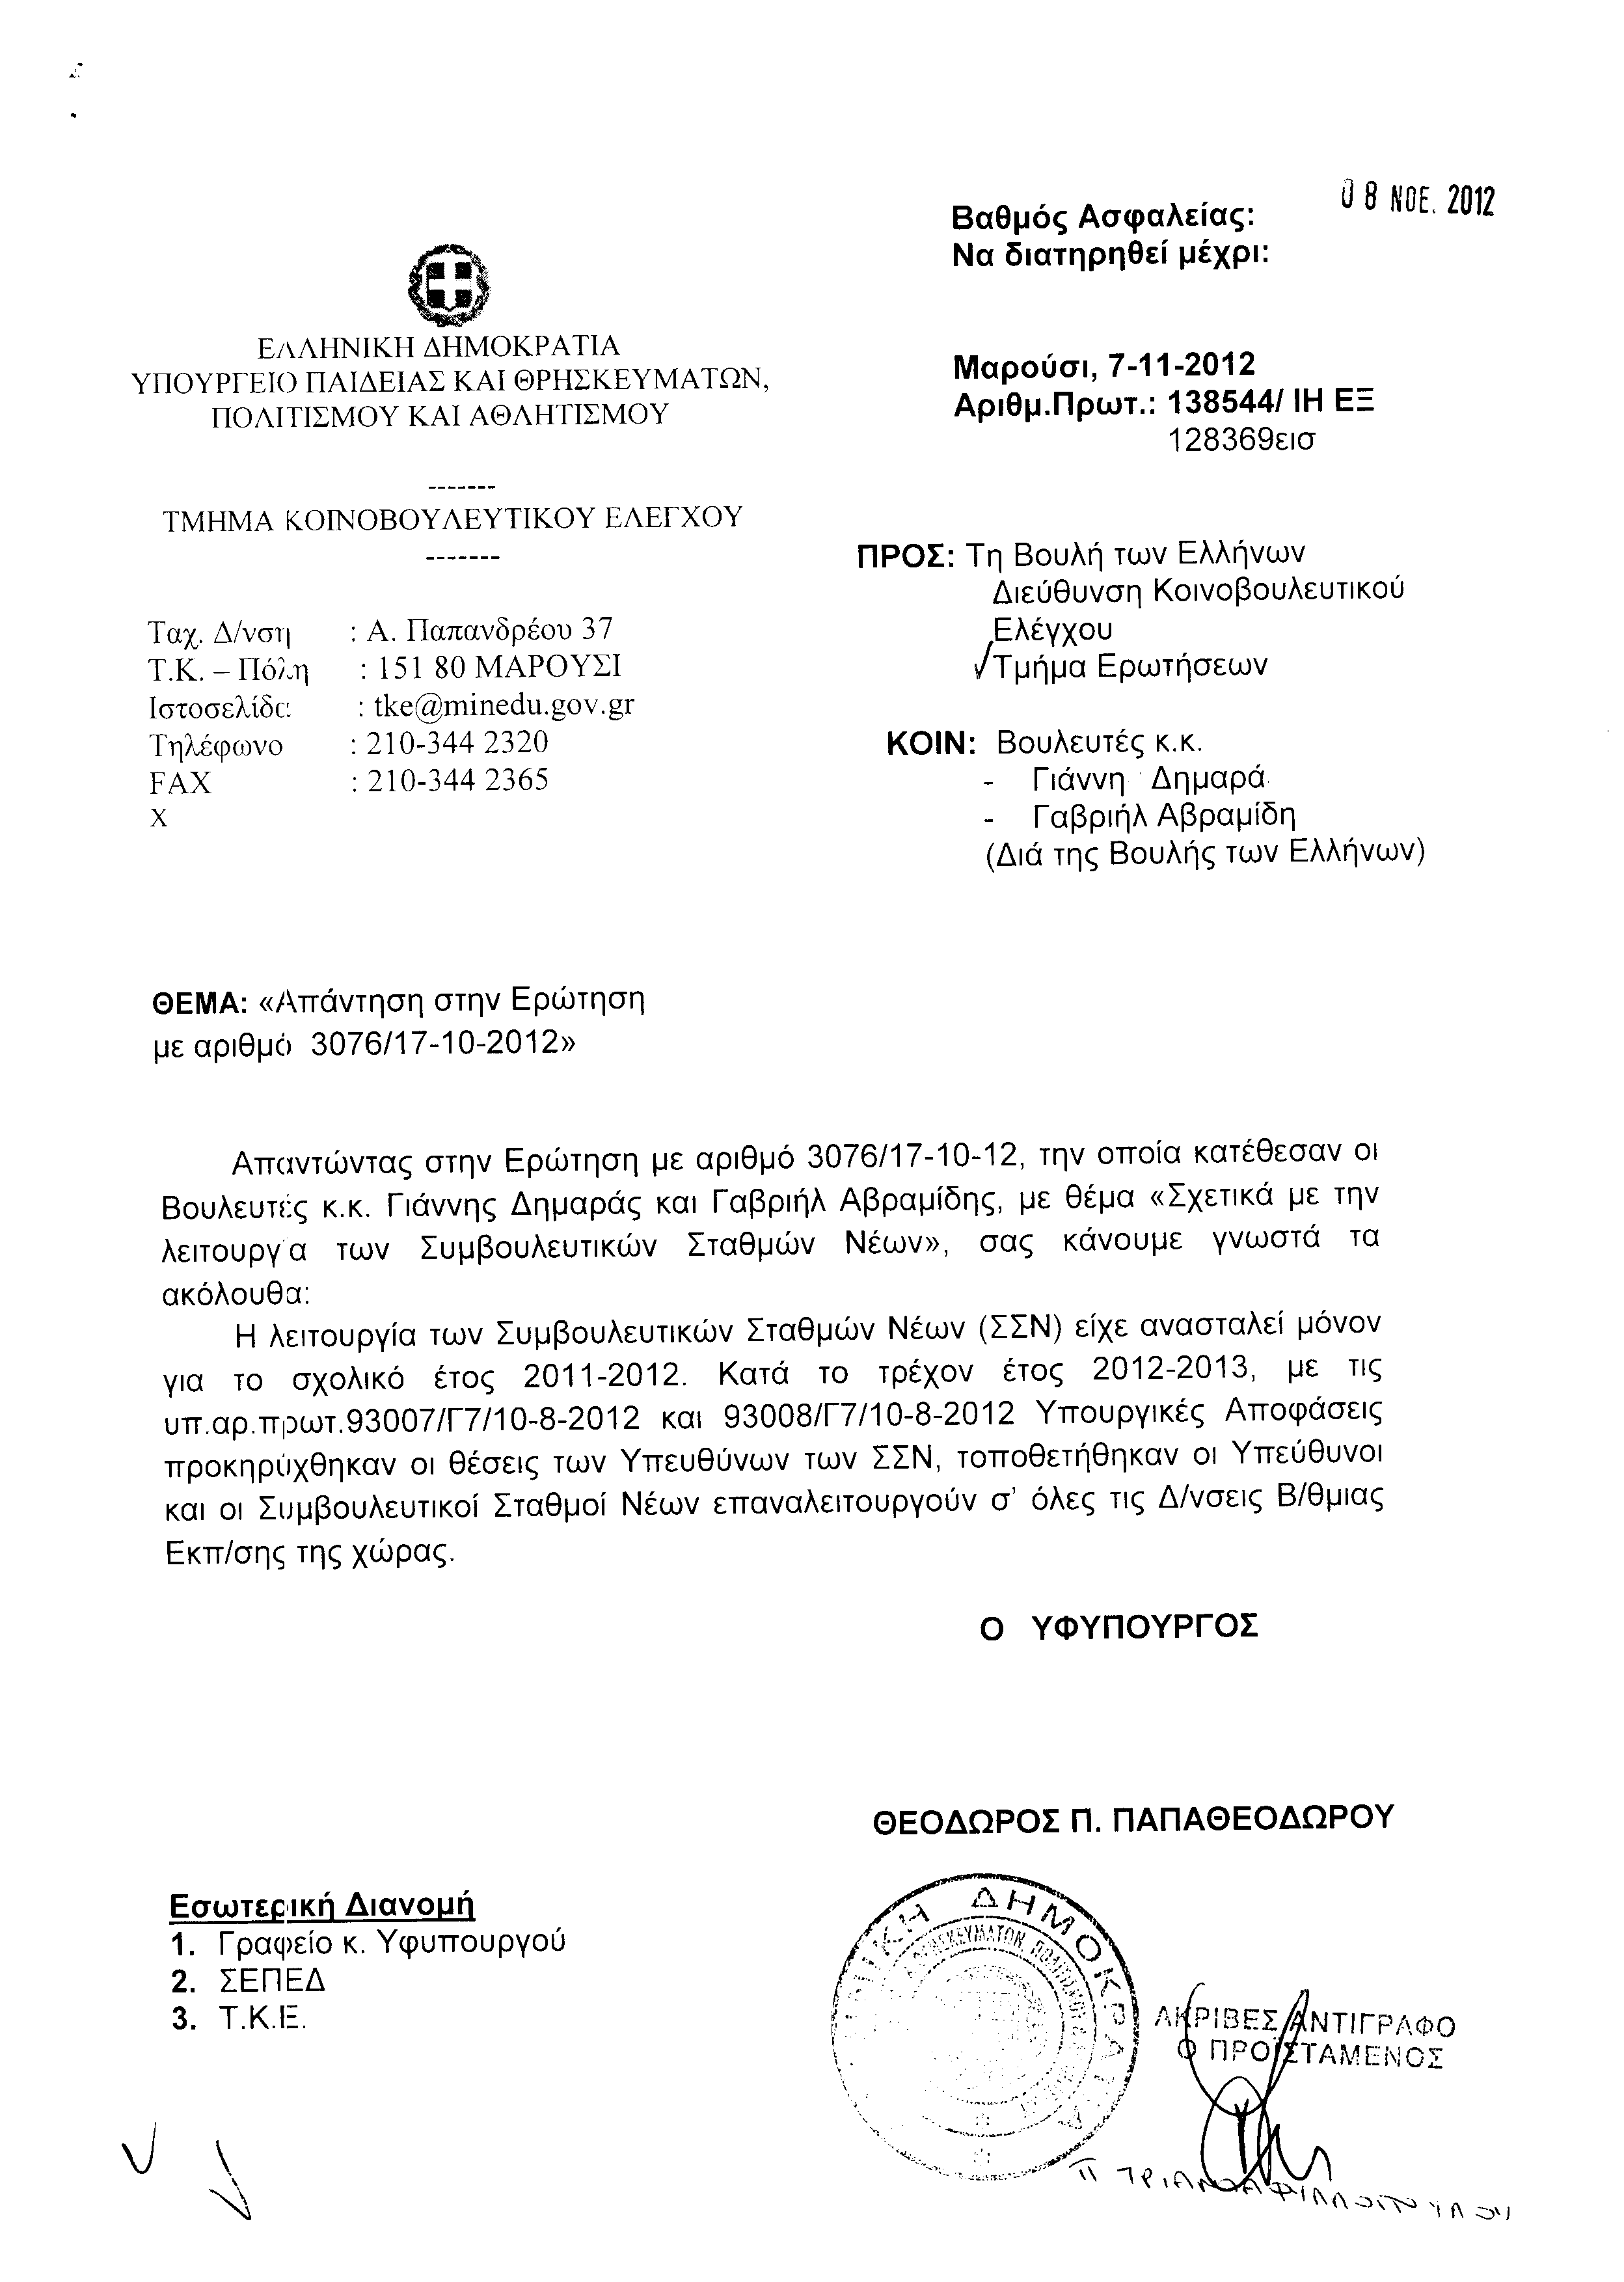 08 ΝΟΕ. 2012
Βαθμός Ασφαλείας:
Να διατηρηθεί μέχρι:
ΕΛΛΗΝΙΚΗ ΔΗΜΟΚΡΑΤΙΑ
ΥΠΟΥΡΓΕΙΟ ΠΑΙΔΕΙΑΣ ΚΑΙ ΘΡΗΣΚΕΥΜΑΤΩΝ,
ΠΟΛΙΤΙΣΜΟΥ ΚΑΙ ΑΘΛΗΤΙΣΜΟΥ
-------
ΤΜΗΜΑ ΚΟΙΝΟΒΟΥΛΕΥΤΙΚΟΥ ΕΛΕΓΧΟΥ
-------
Ταχ. Δ/νση : Α. Παπανδρέου 37
Τ.Κ. – Πόλη : 151 80 ΜΑΡΟΥΣΙ
Ιστοσελίδα : tke@minedu.gov.gr
Τηλέφωνο : 210-344 2320
FAX : 210-344 2365
X
Μαρούσι, 7-11-2012
Αριθμ.Πρωτ.: 138544/ ΙΗ ΕΞ
128369εισ
ΠΡΟΣ: Τη Βουλή των Ελλήνων
Διεύθυνση Κοινοβουλευτικού
Ελέγχου
√Τμήμα Ερωτήσεων
ΚΟΙΝ: Βουλευτές κ.κ.
- Γιάννη Δημαρά
- Γαβριήλ Αβραμίδη
(Διά της Βουλής των Ελλήνων)
ΘΕΜΑ: «Απάντηση στην Ερώτηση
με αριθμό 3076/17-10-2012»
Απαντώντας στην Ερώτηση με αριθμό 3076/17-10-12, την οποία κατέθεσαν οι
Βουλευτές κ.κ. Γιάννης Δημαράς και Γαβριήλ Αβραμίδης, με θέμα «Σχετικά με την
λειτουργία των Συμβουλευτικών Σταθμών Νέων», σας κάνουμε γνωστά τα
ακόλουθα:
Η λειτουργία των Συμβουλευτικών Σταθμών Νέων (ΣΣΝ) είχε ανασταλεί μόνον
για το σχολικό έτος 2011-2012. Κατά το τρέχον έτος 2012-2013, με τις
υπ.αρ.πρωτ.93007/Γ7/10-8-2012 και 93008/Γ7/10-8-2012 Υπουργικές Αποφάσεις
προκηρύχθηκαν οι θέσεις των Υπευθύνων των ΣΣΝ, τοποθετήθηκαν οι Υπεύθυνοι
και οι Συμβουλευτικοί Σταθμοί Νέων επαναλειτουργούν σ' όλες τις Δ/νσεις Β/θμιας
Εκπ/σης της χώρας.
Ο ΥΦΥΠΟΥΡΓΟΣ
ΘΕΟΔΩΡΟΣ Π. ΠΑΠΑΘΕΟΔΩΡΟΥ
Εσωτερική Διανομή
1. Γραφείο κ. Υφυπουργού
2. ΣΕΠΕΔ
3. Τ.Κ.Ε.
ΔΗΜΟΚΡΑΤΙΑ
ΑΚΡΙΒΕΣ ΑΝΤΙΓΡΑΦΟ
Ο ΠΡΟΪΣΤΑΜΕΝΟΣ